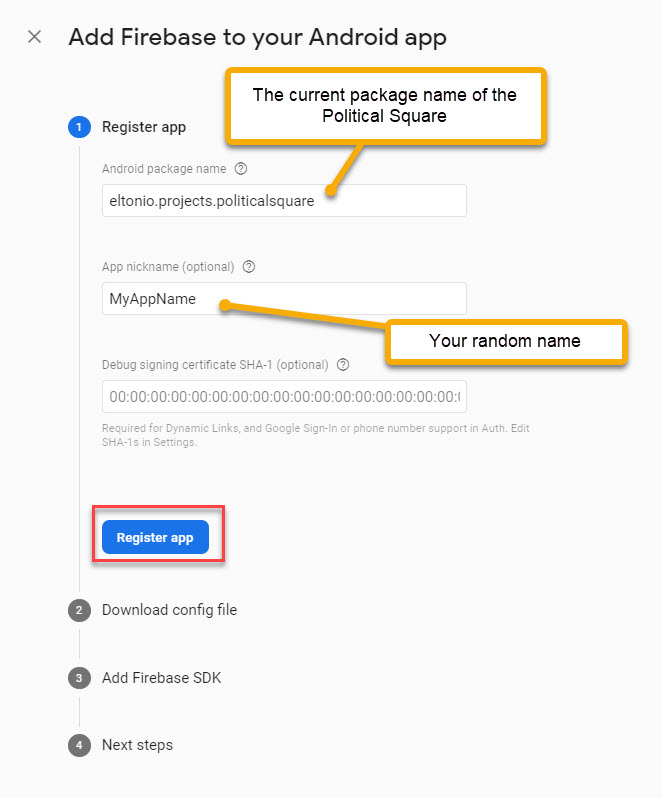 Add Firebase to your Android app
The current package name of the
Political Square
1 Register app
Android package name ?
eltonio.projects.politicalsquare
App nickname (optional) ?
MyAppName
Your random name
Debug signing certificate SHA-1 (optional) ?
00:00:00:00:00:00:00:00:00:00:00:00:00:00:00:00:00:0
Required for Dynamic Links, and Google Sign-In or phone number support in Auth. Edit
SHA-1s in Settings.
Register app
2 Download config file
3 Add Firebase SDK
4 Next steps